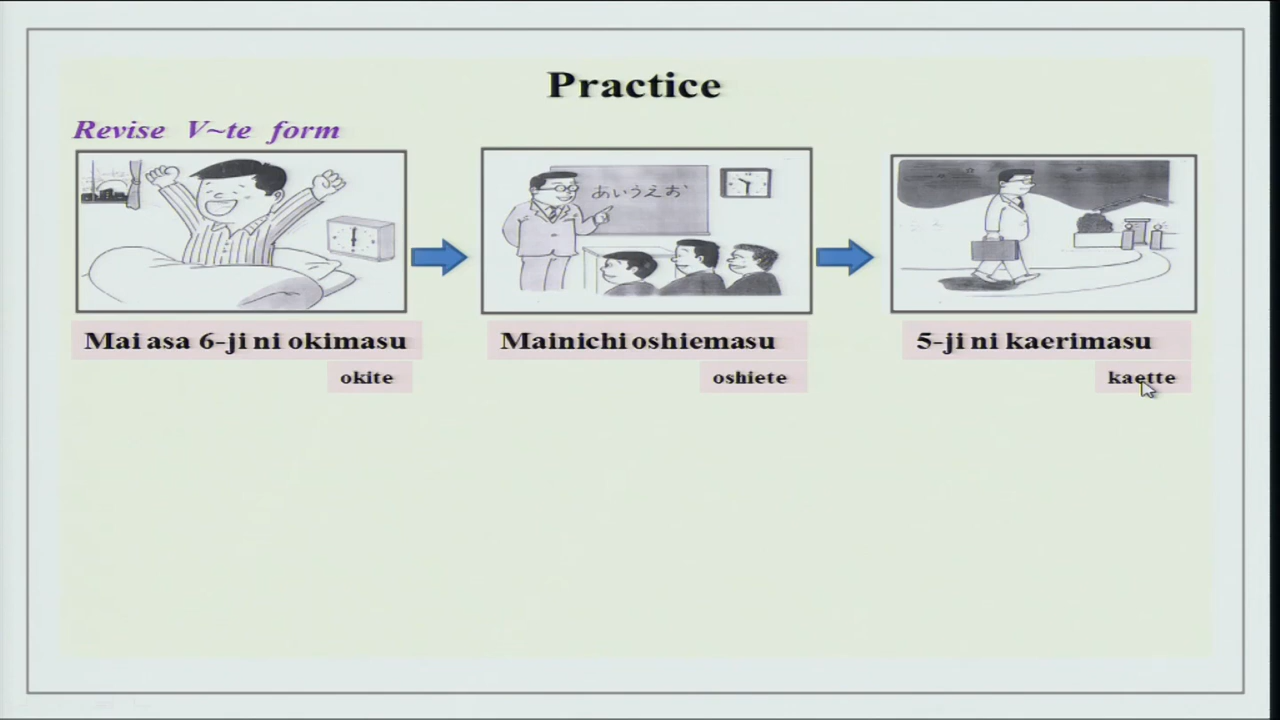 Practice
Revise V~te form
あいうえお
Mai asa 6-ji ni okimasu
Mainichi oshiemasu
5-ji ni kaerimasu
okite
oshiete
kaette